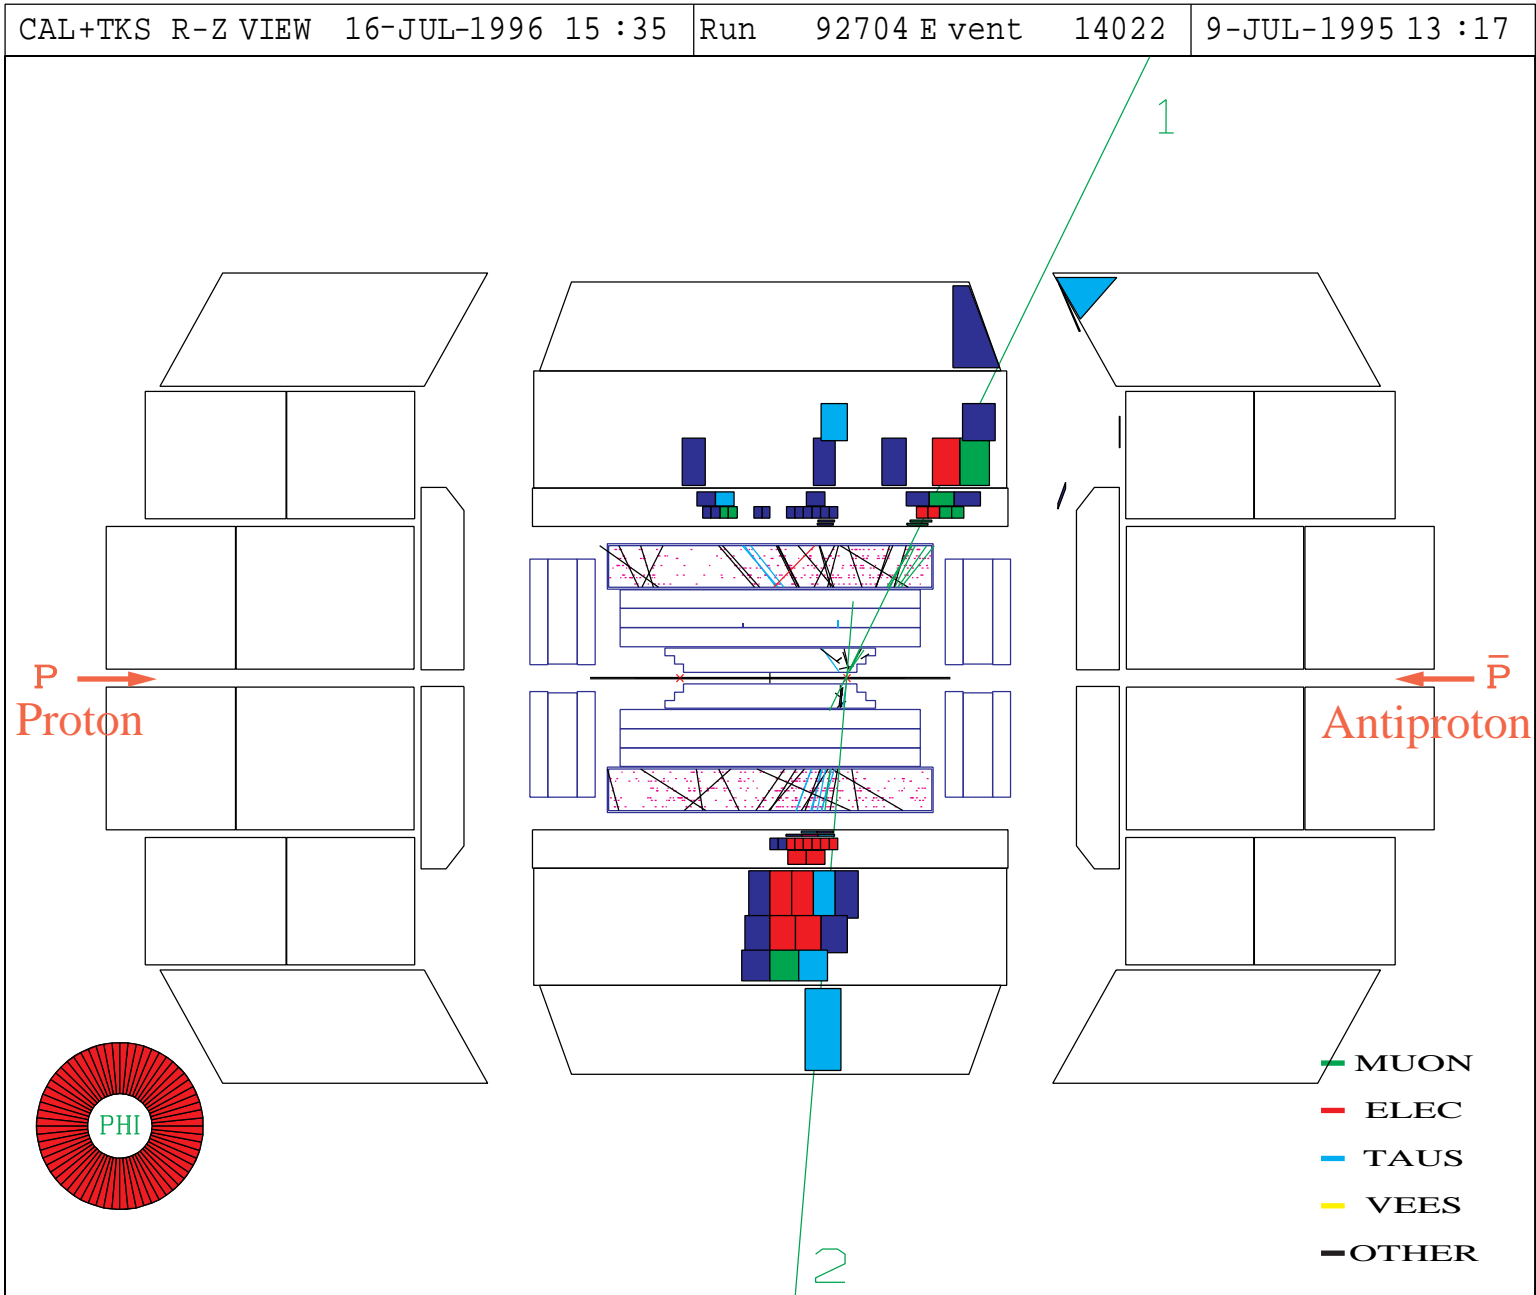 CAL+TKS R-Z VIEW 16-JUL-1996 15 :35 Run 92704 E vent 14022 9-JUL-1995 13 :17
1
P
P̅
Proton
Antiproton
MUON
PHI
ELEC
TAUS
VEES
2
OTHER